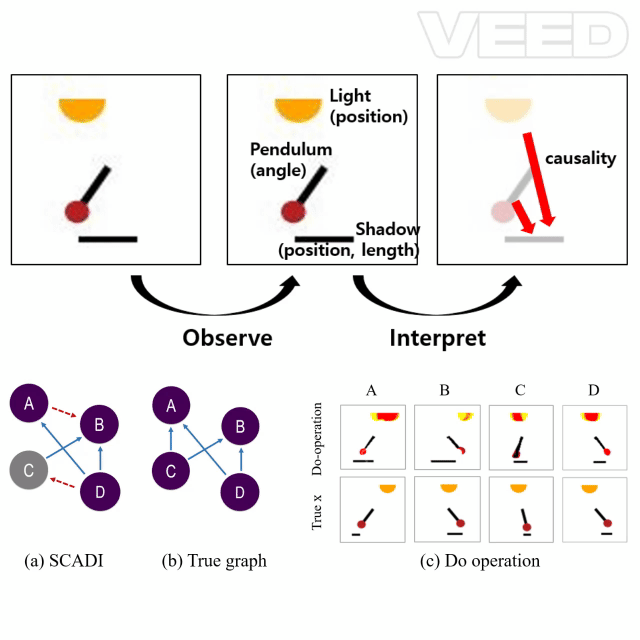 VEED
Light
(position)
Pendulum
(angle)
Shadow
(position, length)
causality
Observe
Interpret
A
B
C
D
A
B
C
D
A B C D
Do-operation
True x
(a) SCADI
(b) True graph
(c) Do operation